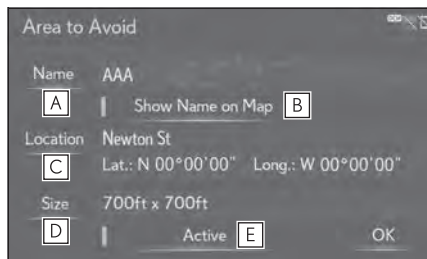 Area to Avoid
Name AAA
A Show Name on Map B
Location Newton St
C Lat.: N 00°00'00" Long.: W 00°00'00"
Size 700ft x 700ft
D Active E OK